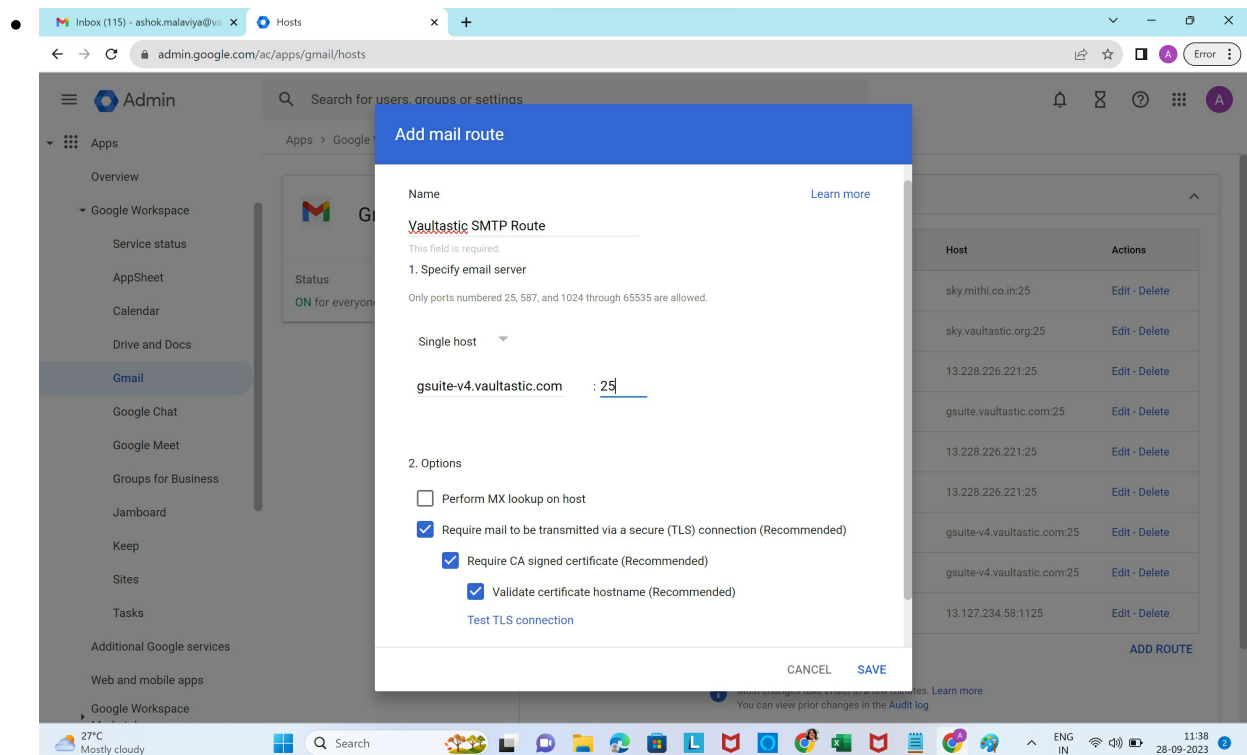 Inbox (115) - ashok.malaviya@va
Hosts
admin.google.com/ac/apps/gmail/hosts
A
Error
Admin
Search for users, groups or settings
A
Apps
Overview
Google Workspace
Service status
AppSheet
Calendar
Drive and Docs
Gmail
Google Chat
Google Meet
Groups for Business
Jamboard
Keep
Sites
Tasks
Additional Google services
Web and mobile apps
Google Workspace
Apps > Google
Status
ON for everyone
Add mail route
Name
Learn more
Vaultastic SMTP Route
This field is required.
1. Specify email server
Only ports numbered 25, 587, and 1024 through 65535 are allowed.
Single host
gsuite-v4.vaultastic.com : 25
2. Options
Perform MX lookup on host
Require mail to be transmitted via a secure (TLS) connection (Recommended)
Require CA signed certificate (Recommended)
Validate certificate hostname (Recommended)
Test TLS connection
CANCEL SAVE
Host Actions
sky.mithi.co.in:25 Edit - Delete
sky.vaultastic.org:25 Edit - Delete
13.228.226.221:25 Edit - Delete
gsuite.vaultastic.com:25 Edit - Delete
13.228.226.221:25 Edit - Delete
13.228.226.221:25 Edit - Delete
gsuite-v4.vaultastic.com:25 Edit - Delete
gsuite-v4.vaultastic.com:25 Edit - Delete
13.127.234.58:1125 Edit - Delete
ADD ROUTE
Most changes take effect in a few minutes. Learn more
You can view prior changes in the Audit log
27°C
Mostly cloudy
Search
ENG
IN
11:38
28-09-2023
2